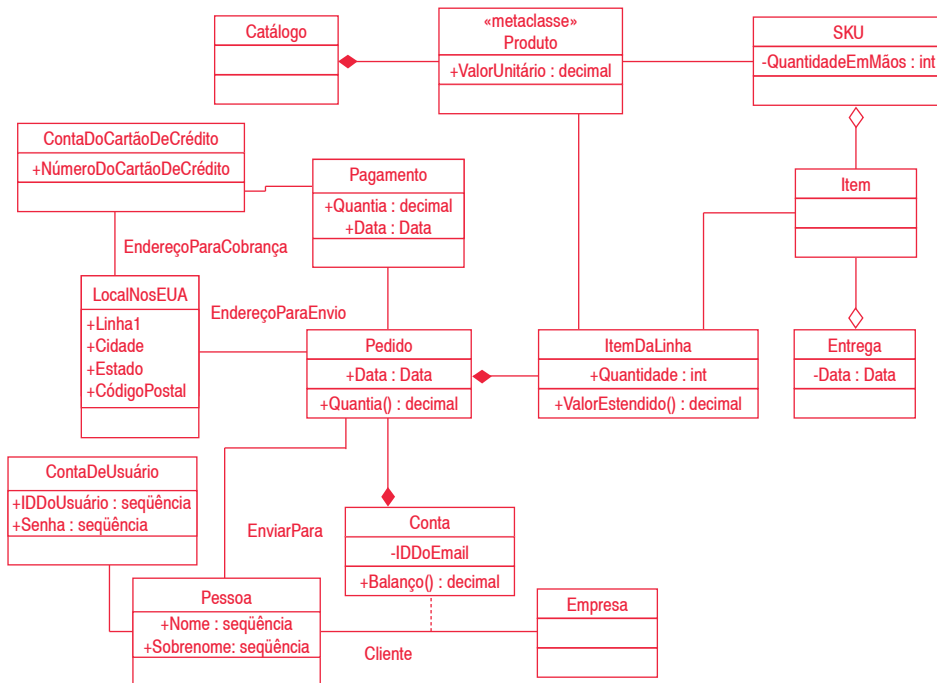 Catálogo
«metaclasse»
Produto
+ValorUnitário : decimal
SKU
-QuantidadeEmMãos : int
ContaDoCartãoDeCrédito
+NúmeroDoCartãoDeCrédito
Pagamento
+Quantia : decimal
+Data : Data
Item
EndereçoParaCobrança
LocalNosEUA
+Linha1
+Cidade
+Estado
+CódigoPostal
EndereçoParaEnvio
Pedido
+Data : Data
+Quantia() : decimal
ItemDaLinha
+Quantidade : int
+ValorEstendido() : decimal
Entrega
-Data : Data
ContaDeUsuário
+IDDoUsuário : seqüência
+Senha : seqüência
EnviarPara
Conta
-IDDoEmail
+Balanço() : decimal
Pessoa
+Nome : seqüência
+Sobrenome: seqüência
Cliente
Empresa